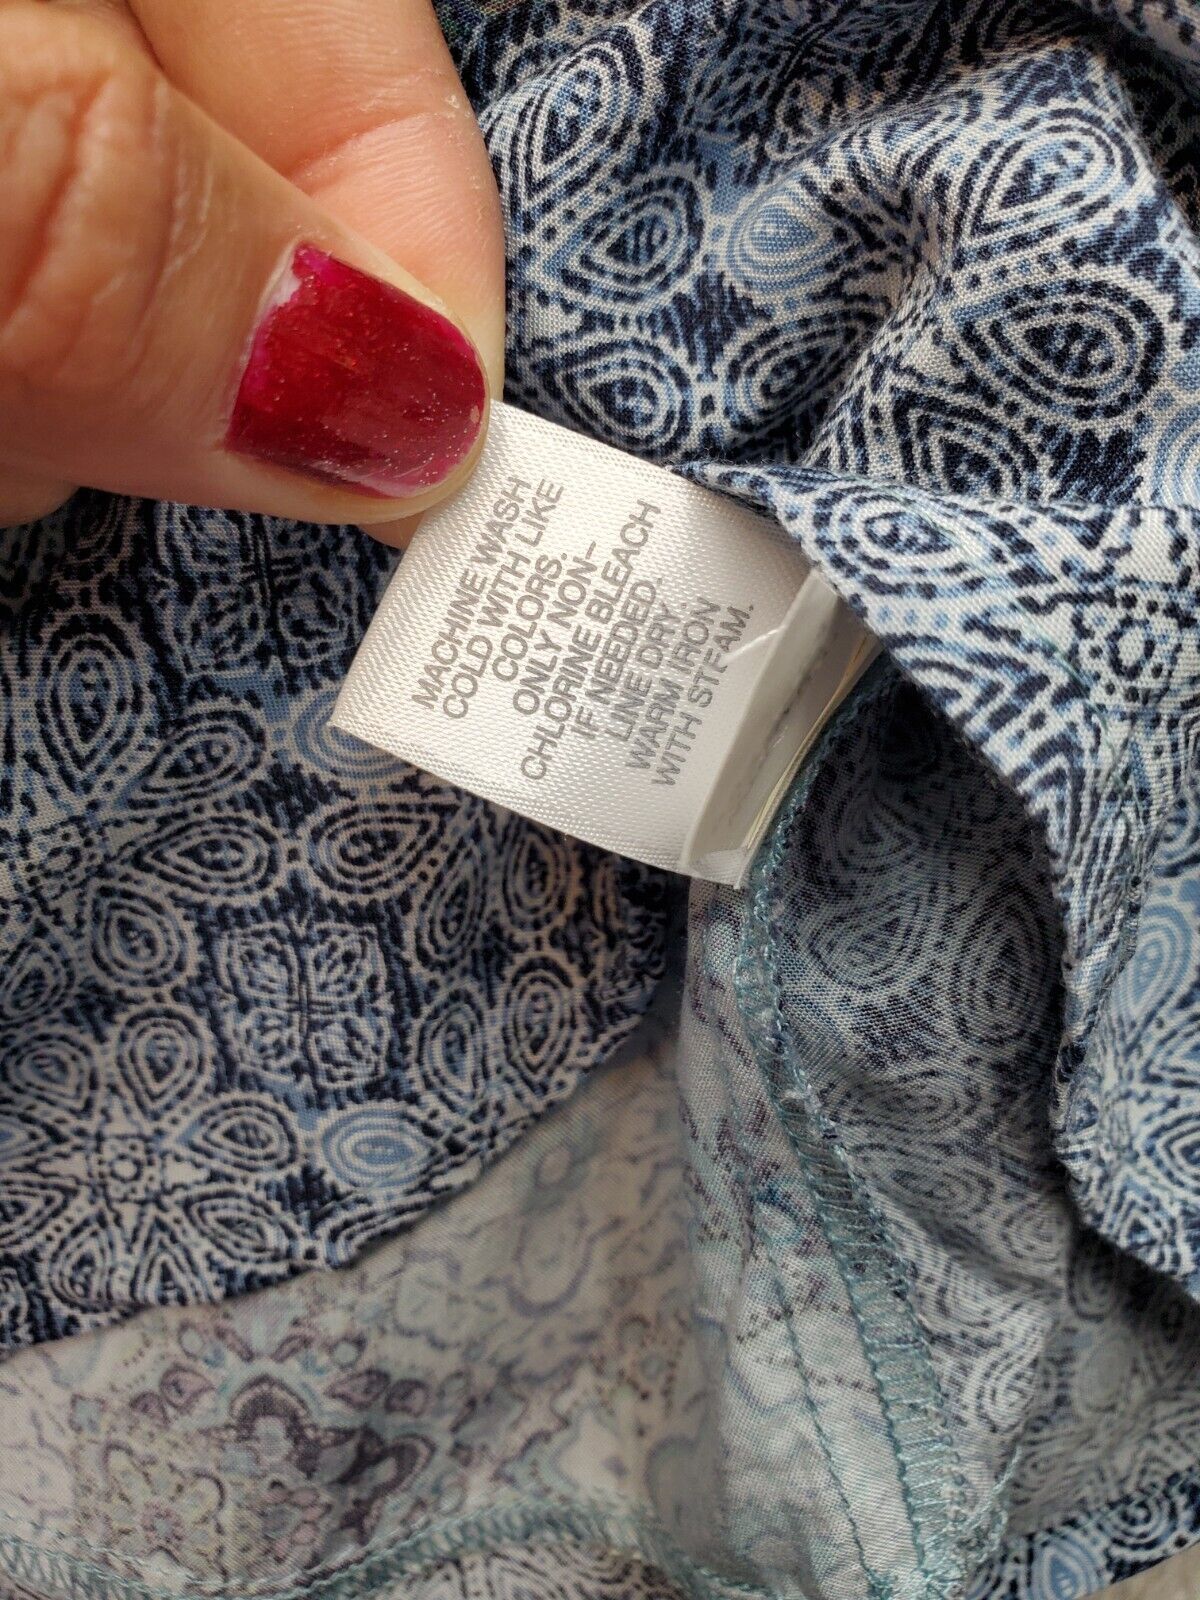 MACHINE WASH
COLD WITH LIKE
COLORS.
ONLY NON-
CHLORINE BLEACH
IF NEEDED.
LINE DRY.
WARM IRON
WITH STEAM.